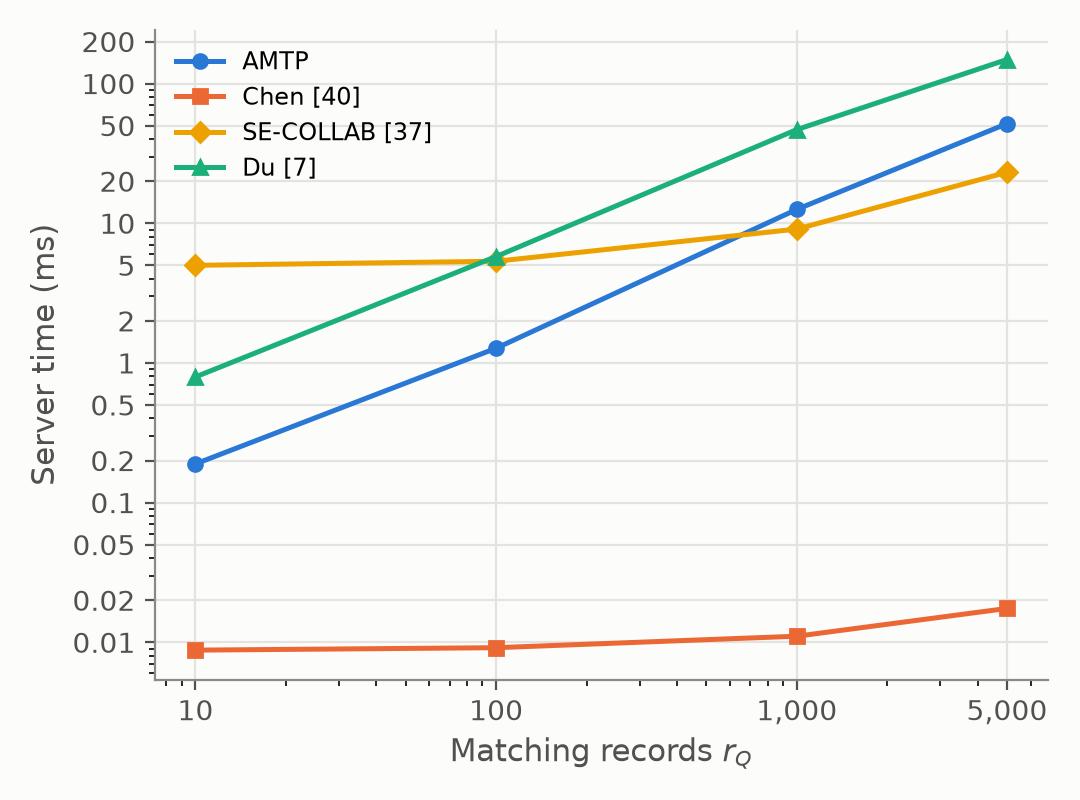 AMTP
Chen [40]
SE-COLLAB [37]
Du [7]
Server time (ms)
200
100
50
20
10
5
2
1
0.5
0.2
0.1
0.05
0.02
0.01
10 100 1,000 5,000
Matching records r_Q